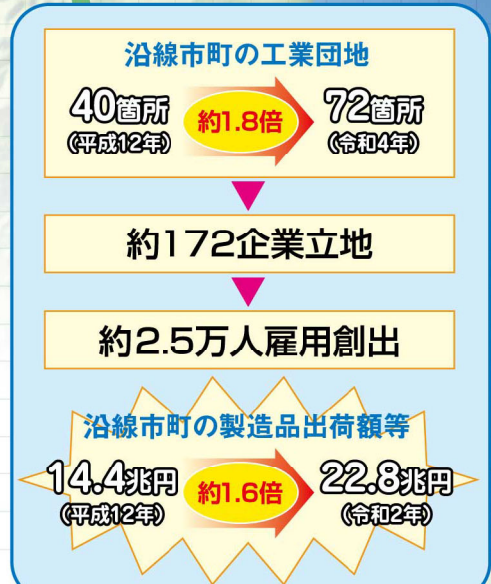 沿線市町の工業団地
40箇所 約1.8倍 72箇所
(平成12年) (令和4年)
約172企業立地
約2.5万人雇用創出
沿線市町の製造品出荷額等
14.4兆円 約1.6倍 22.8兆円
(平成12年) (令和2年)